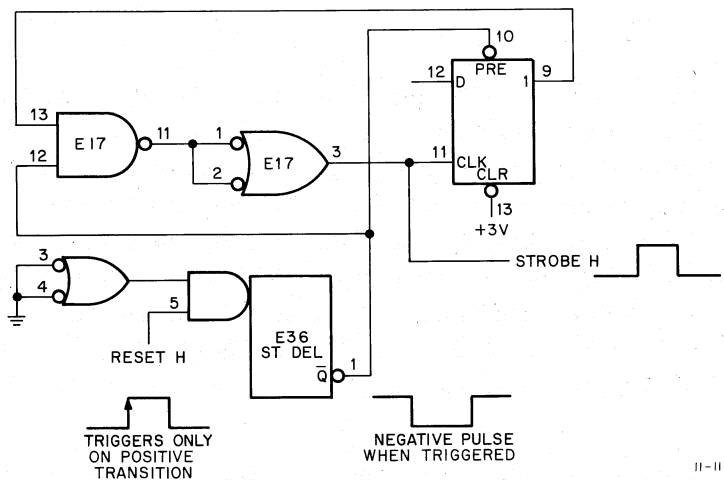 10
PRE
12 D 1 9
13
E17 11 1 E17 3 11 CLK
12 2 CLR
13
+3V
3
4
5
STROBE H
RESET H
E36
ST DEL
Q̅ 1
TRIGGERS ONLY
ON POSITIVE
TRANSITION
NEGATIVE PULSE
WHEN TRIGGERED
11-11